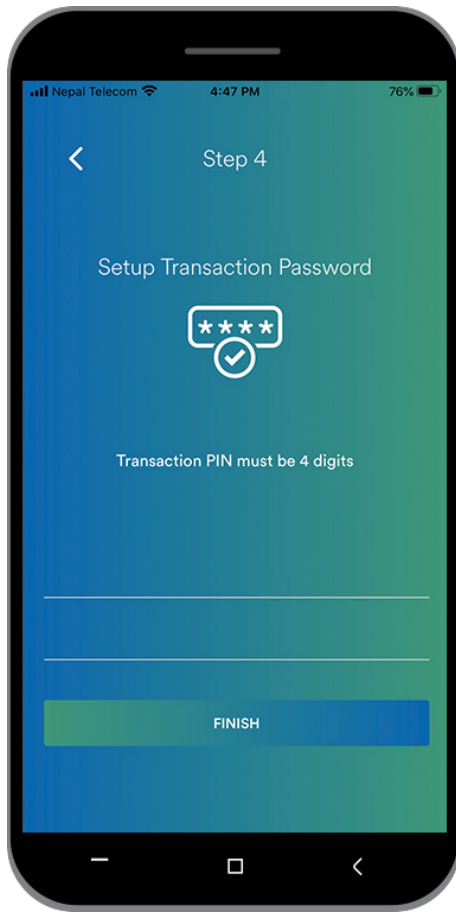 Nepal Telecom 4:47 PM 76%
Step 4
Setup Transaction Password
****
Transaction PIN must be 4 digits
FINISH